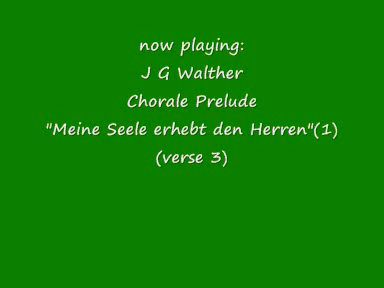 now playing:
J G Walther
Chorale Prelude
"Meine Seele erhebt den Herren"(1)
(verse 3)